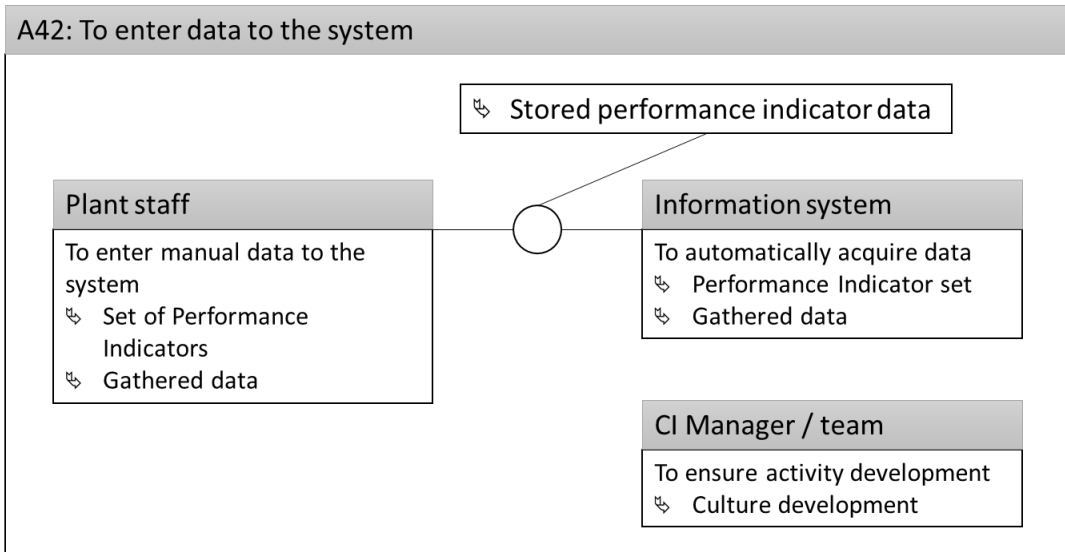 A42: To enter data to the system
↳ Stored performance indicator data
Plant staff
To enter manual data to the
system
↳ Set of Performance
Indicators
↳ Gathered data
Information system
To automatically acquire data
↳ Performance Indicator set
↳ Gathered data
CI Manager / team
To ensure activity development
↳ Culture development